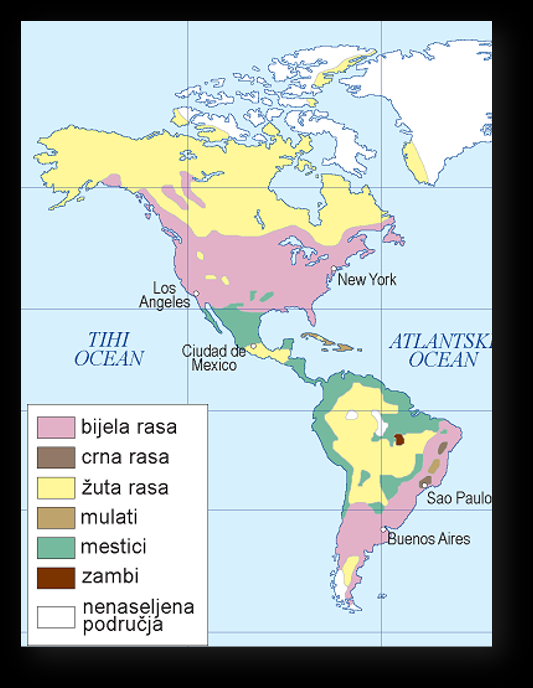 New York
Los
Angeles
TIHI
OCEAN
ATLANTSKI
OCEAN
Ciudad de
Mexico
bijela rasa
crna rasa
žuta rasa
mulati
mestici
zambi
nenaseljena
područja
Sao Paulo
Buenos Aires